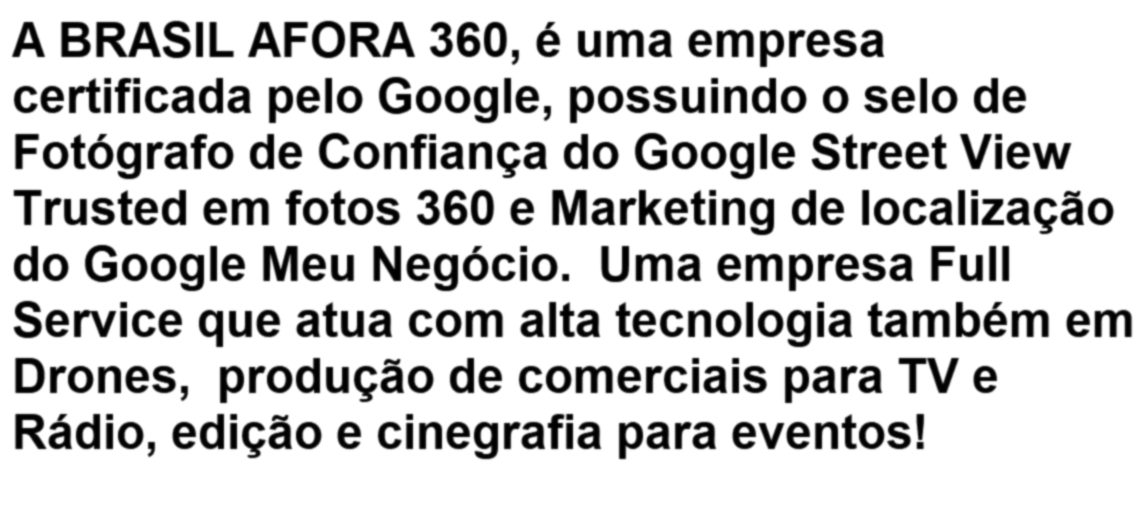 A BRASIL AFORA 360, é uma empresa
certificada pelo Google, possuindo o selo de
Fotógrafo de Confiança do Google Street View
Trusted em fotos 360 e Marketing de localização
do Google Meu Negócio.  Uma empresa Full
Service que atua com alta tecnologia também em
Drones,  produção de comerciais para TV e
Rádio, edição e cinegrafia para eventos!